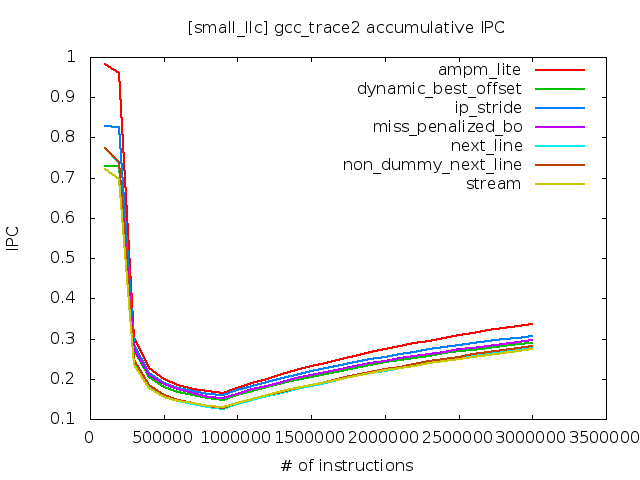 [small_llc] gcc_trace2 accumulative IPC
1
0.9
0.8
0.7
0.6
0.5
0.4
0.3
0.2
0.1
IPC
ampm_lite
dynamic_best_offset
ip_stride
miss_penalized_bo
next_line
non_dummy_next_line
stream
0 500000 1000000 1500000 2000000 2500000 3000000 3500000
# of instructions